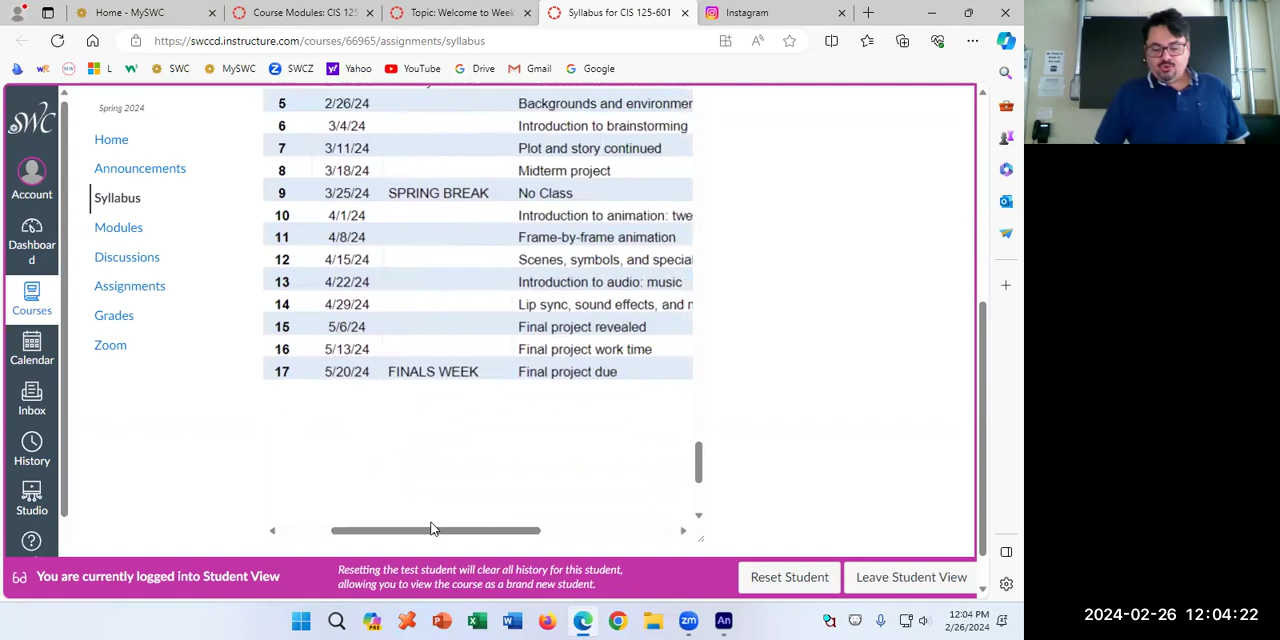 Home - MySWC
Course Modules: CIS 125
Topic: Welcome to Week
Syllabus for CIS 125-601
Instagram
https://swccd.instructure.com/courses/66965/assignments/syllabus
L
SWC
MySWC
SWCZ
Yahoo
YouTube
Drive
Gmail
Google
SWC
Account
Dashboar
d
Courses
Calendar
Inbox
History
Studio
Spring 2024
Home
Announcements
Syllabus
Modules
Discussions
Assignments
Grades
Zoom
5 2/26/24 Backgrounds and environmen
6 3/4/24 Introduction to brainstorming
7 3/11/24 Plot and story continued
8 3/18/24 Midterm project
9 3/25/24 SPRING BREAK No Class
10 4/1/24 Introduction to animation: twe
11 4/8/24 Frame-by-frame animation
12 4/15/24 Scenes, symbols, and special
13 4/22/24 Introduction to audio: music
14 4/29/24 Lip sync, sound effects, and
15 5/6/24 Final project revealed
16 5/13/24 Final project work time
17 5/20/24 FINALS WEEK Final project due
You are currently logged into Student View
Resetting the test student will clear all history for this student,
allowing you to view the course as a brand new student.
Reset Student
Leave Student View
12:04 PM
2/26/2024
2024-02-26 12:04:22